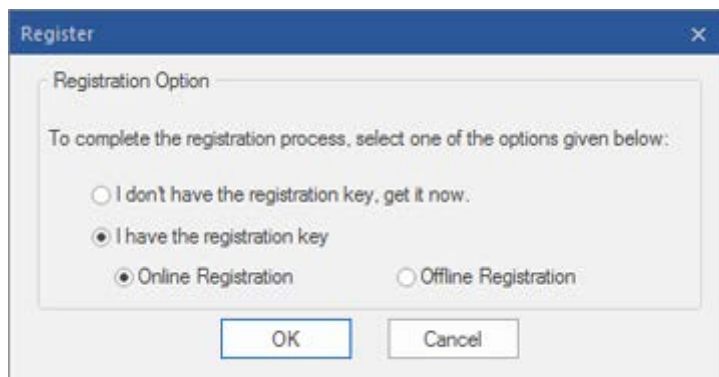 Register
Registration Option
To complete the registration process, select one of the options given below:
I don't have the registration key, get it now.
I have the registration key
Online Registration Offline Registration
OK Cancel